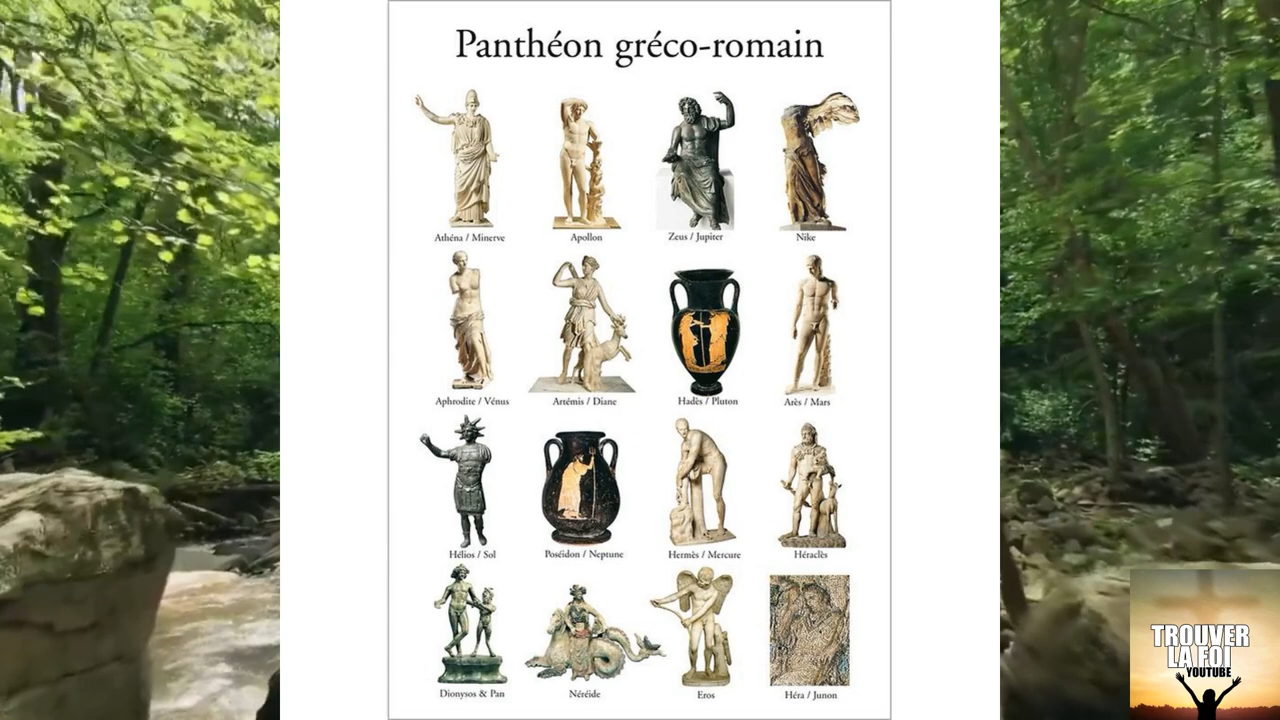 Panthéon gréco-romain
Athéna / Minerve
Apollon
Zeus / Jupiter
Nike
Aphrodite / Vénus
Artémis / Diane
Hadès / Pluton
Arès / Mars
Hélios / Sol
Poséidon / Neptune
Hermès / Mercure
Héraclès
Dionysos & Pan
Néréide
Eros
Héra / Junon
TROUVER
LA FOI
YOUTUBE